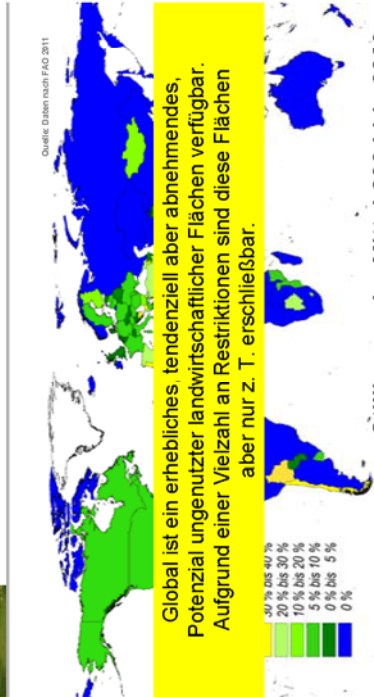 Quelle: Daten nach FAO 2011
Global ist ein erhebliches, tendenziell aber abnehmendes,
Potenzial ungenutzter landwirtschaftlicher Flächen verfügbar.
Aufgrund einer Vielzahl an Restriktionen sind diese Flächen
aber nur z. T. erschließbar.
30 % bis 40 %
20 % bis 30 %
10 % bis 20 %
5 % bis 10 %
0 % bis 5 %
0 %